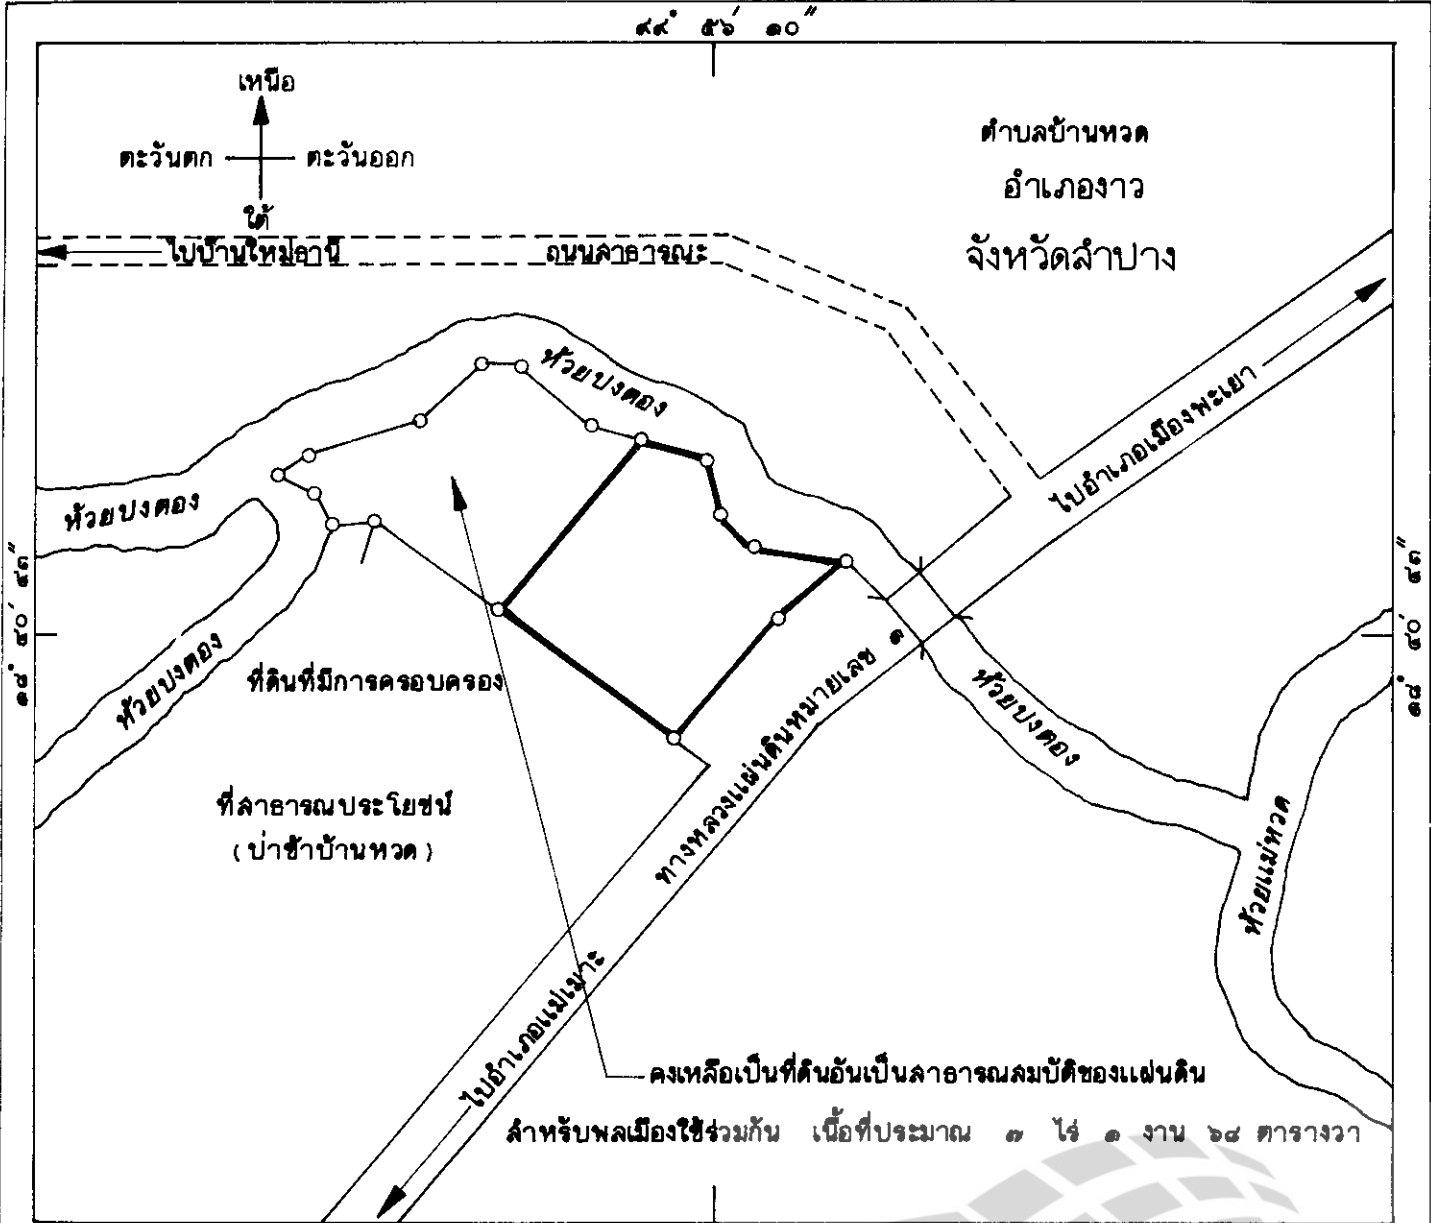 ๙๙° ๕๖′ ๑๐″
เหนือ
ตะวันตก
ตะวันออก
ใต้
ตำบลบ้านหวด
อำเภองาว
จังหวัดลำปาง
ไปบ้านใหม่ธานี
ถนนสาธารณะ
ห้วยปงตอง
ไปอำเภอเมืองพะเยา
ห้วยปงตอง
๑๘° ๔๐′ ๔๓″
๑๘° ๔๐′ ๔๓″
ห้วยปงตอง
ที่ดินที่มีการครอบครอง
ทางหลวงแผ่นดินหมายเลข ๑
ห้วยปงตอง
ที่สาธารณประโยชน์
(ป่าช้าบ้านหวด)
ห้วยแม่หวด
ไปอำเภอแม่เมาะ
คงเหลือเป็นที่ดินอันเป็นสาธารณสมบัติของแผ่นดิน
สำหรับพลเมืองใช้ร่วมกัน เนื้อที่ประมาณ ๗ ไร่ ๑ งาน ๖๘ ตารางวา